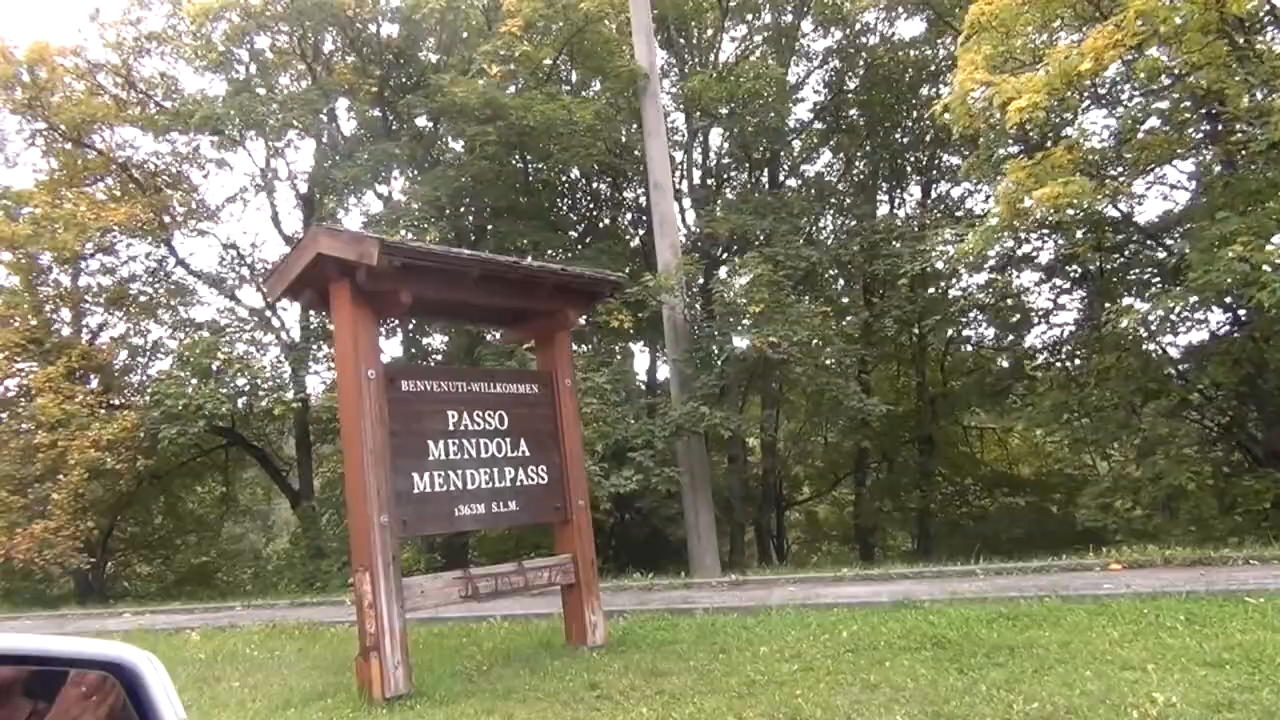 BENVENUTI-WILLKOMMEN
PASSO
MENDOLA
MENDELPASS
1363M S.L.M.